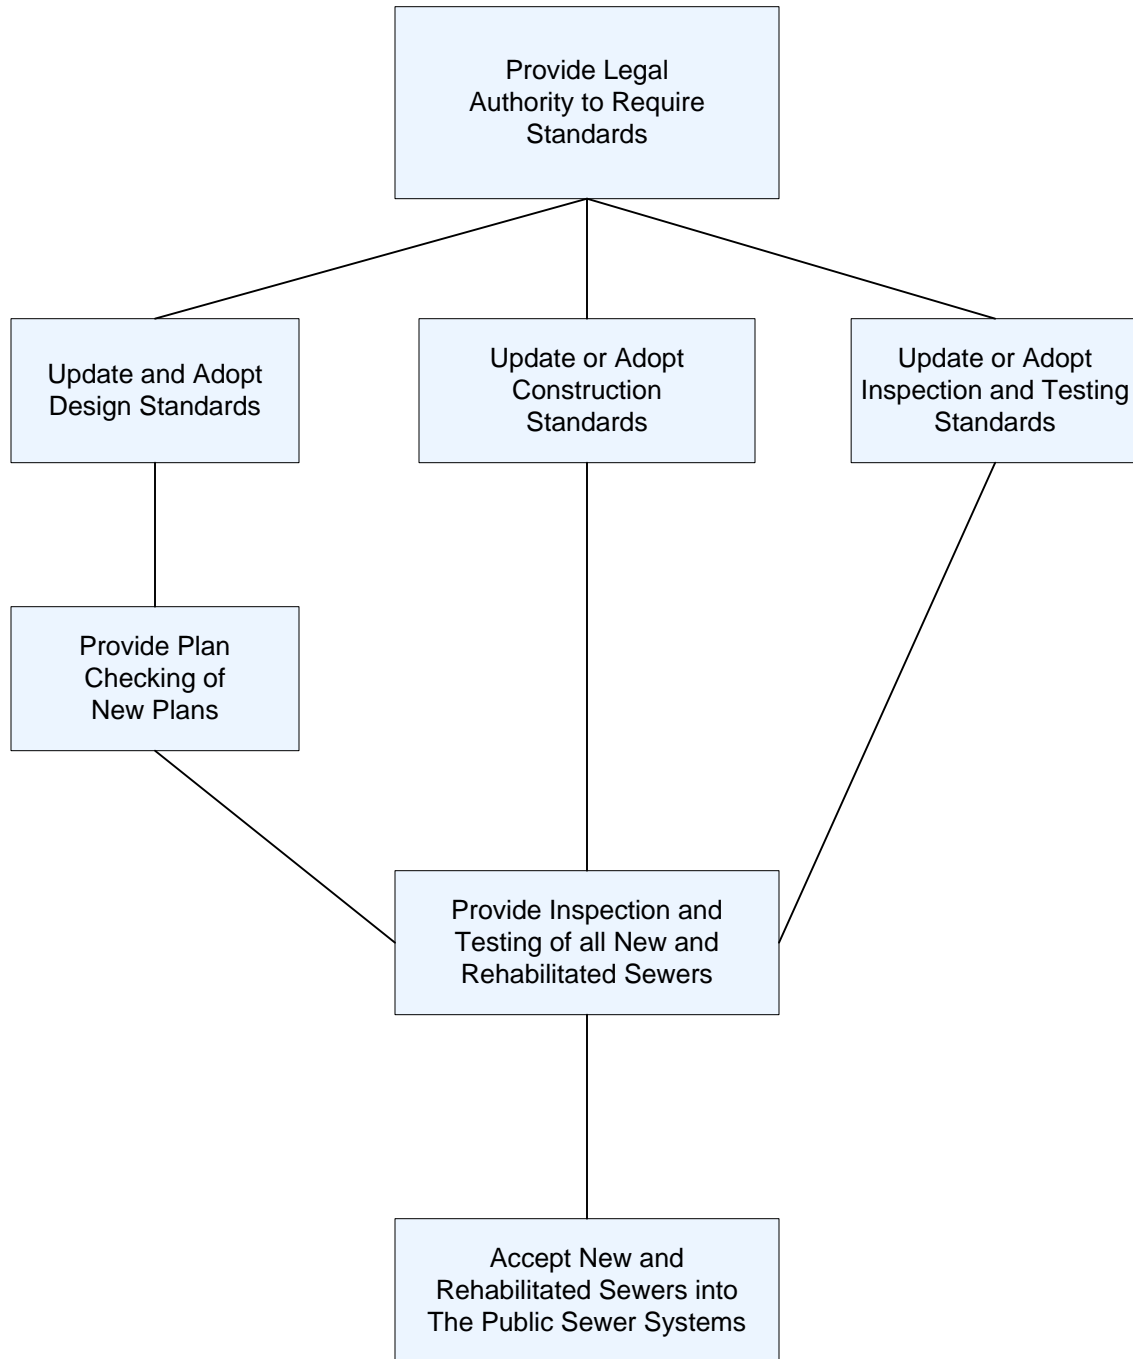 Provide Legal
Authority to Require
Standards
Update and Adopt
Design Standards
Update or Adopt
Construction
Standards
Update or Adopt
Inspection and Testing
Standards
Provide Plan
Checking of
New Plans
Provide Inspection and
Testing of all New and
Rehabilitated Sewers
Accept New and
Rehabilitated Sewers into
The Public Sewer Systems